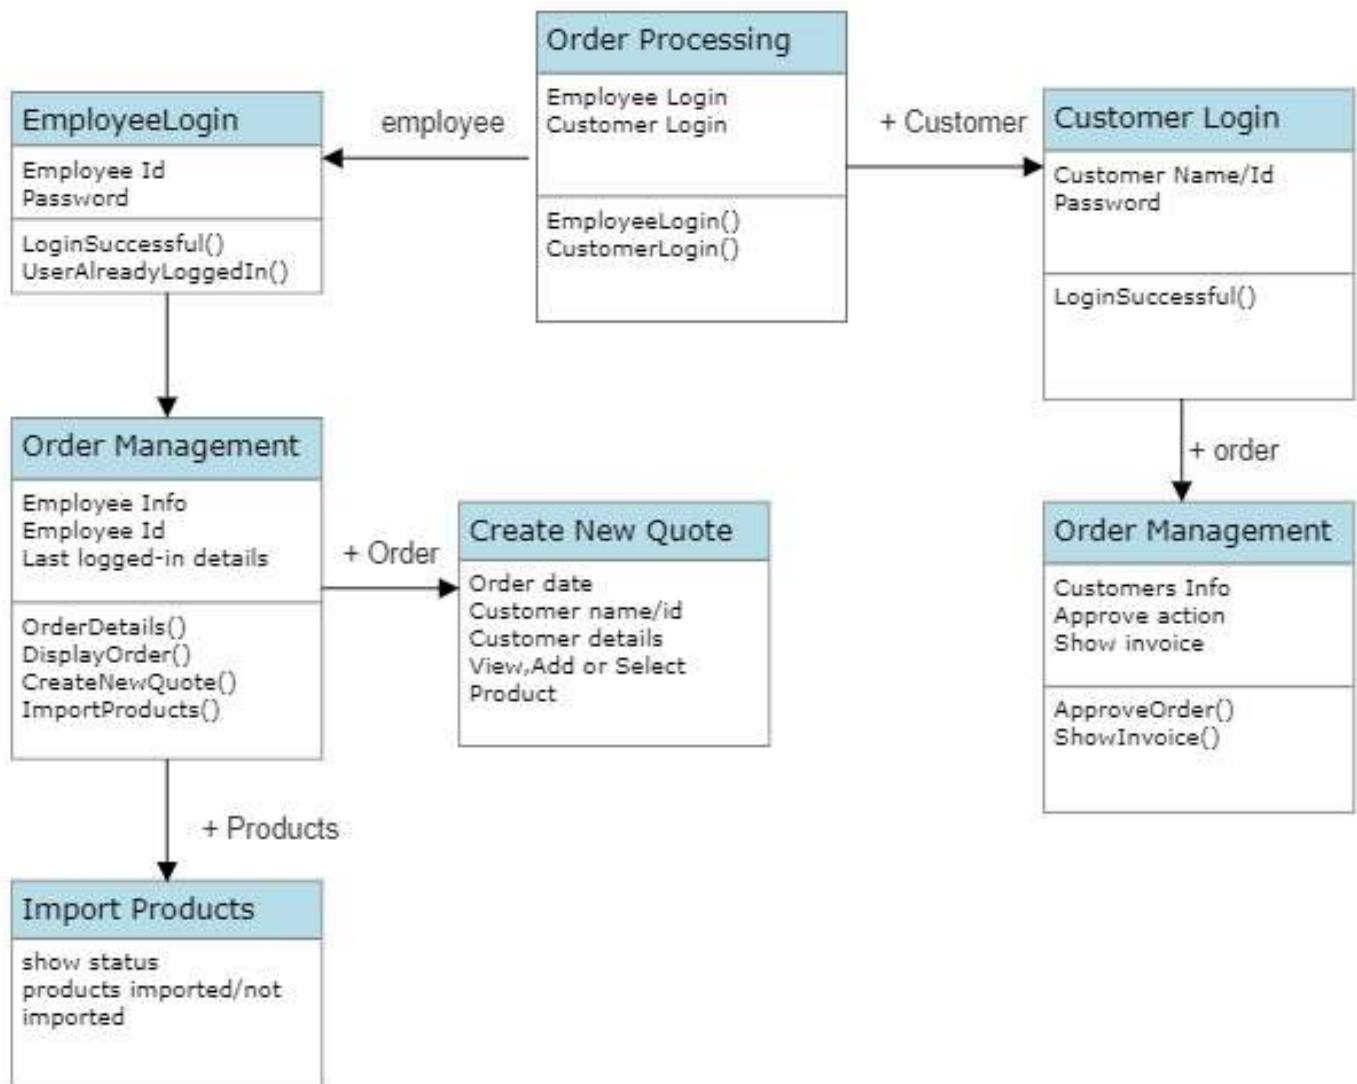 Order Processing
Employee Login
Customer Login
EmployeeLogin()
CustomerLogin()
employee
+ Customer
EmployeeLogin
Employee Id
Password
LoginSuccessful()
UserAlreadyLoggedIn()
Customer Login
Customer Name/Id
Password
LoginSuccessful()
Order Management
Employee Info
Employee Id
Last logged-in details
OrderDetails()
DisplayOrder()
CreateNewQuote()
ImportProducts()
+ Order
Create New Quote
Order date
Customer name/id
Customer details
View,Add or Select
Product
+ order
Order Management
Customers Info
Approve action
Show invoice
ApproveOrder()
ShowInvoice()
+ Products
Import Products
show status
products imported/not
imported